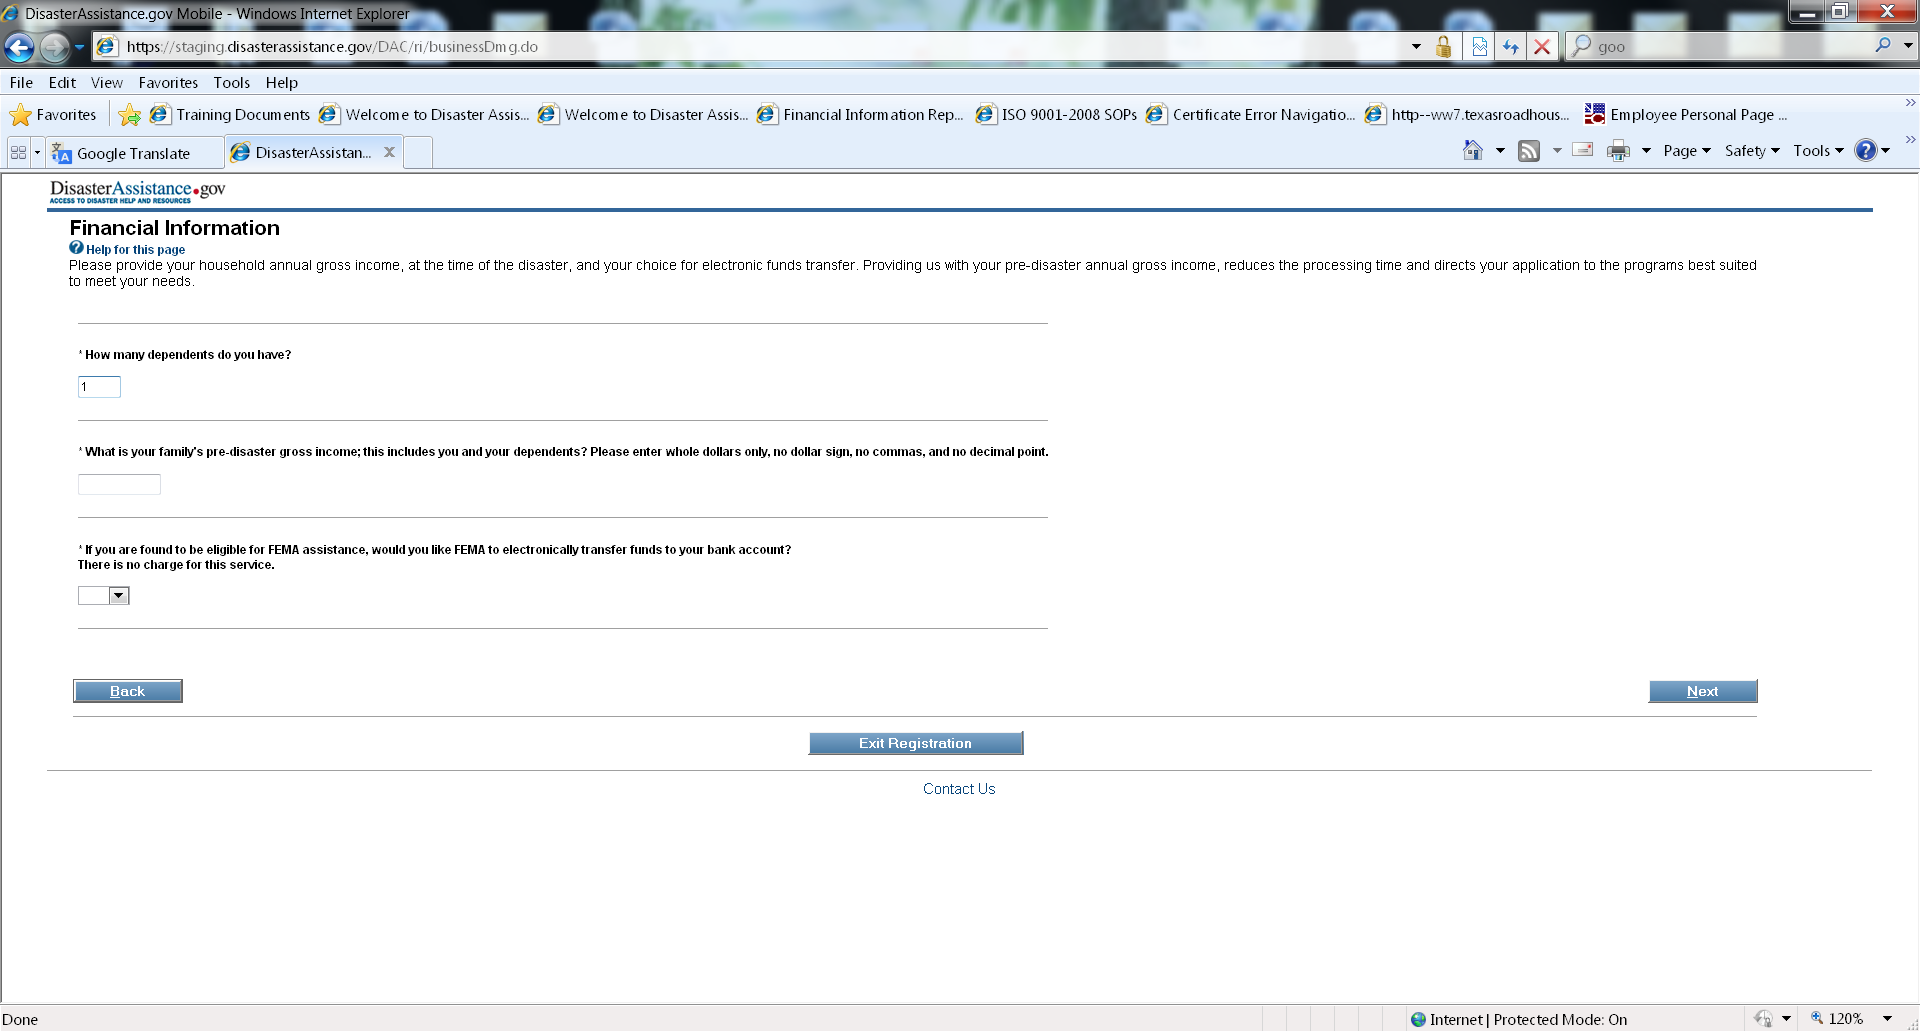 DisasterAssistance.gov Mobile - Windows Internet Explorer
https://staging.disasterassistance.gov/DAC/ri/businessDmg.do
goo
File Edit View Favorites Tools Help
Favorites Training Documents Welcome to Disaster Assis... Welcome to Disaster Assis... Financial Information Rep... ISO 9001-2008 SOPs Certificate Error Navigatio... http--ww7.texasroadhous... Employee Personal Page ...
Google Translate DisasterAssistan... Page Safety Tools
DisasterAssistance.gov
ACCESS TO DISASTER HELP AND RESOURCES
Financial Information
Help for this page
Please provide your household annual gross income, at the time of the disaster, and your choice for electronic funds transfer. Providing us with your pre-disaster annual gross income, reduces the processing time and directs your application to the programs best suited
to meet your needs.
* How many dependents do you have?
1
* What is your family's pre-disaster gross income; this includes you and your dependents? Please enter whole dollars only, no dollar sign, no commas, and no decimal point.
* If you are found to be eligible for FEMA assistance, would you like FEMA to electronically transfer funds to your bank account?
There is no charge for this service.
Back Next
Exit Registration
Contact Us
Done Internet | Protected Mode: On 120%